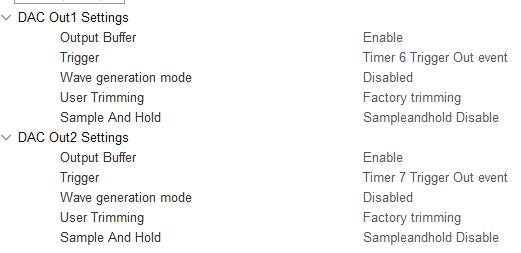 DAC Out1 Settings
Output Buffer Enable
Trigger Timer 6 Trigger Out event
Wave generation mode Disabled
User Trimming Factory trimming
Sample And Hold Sampleandhold Disable
DAC Out2 Settings
Output Buffer Enable
Trigger Timer 7 Trigger Out event
Wave generation mode Disabled
User Trimming Factory trimming
Sample And Hold Sampleandhold Disable